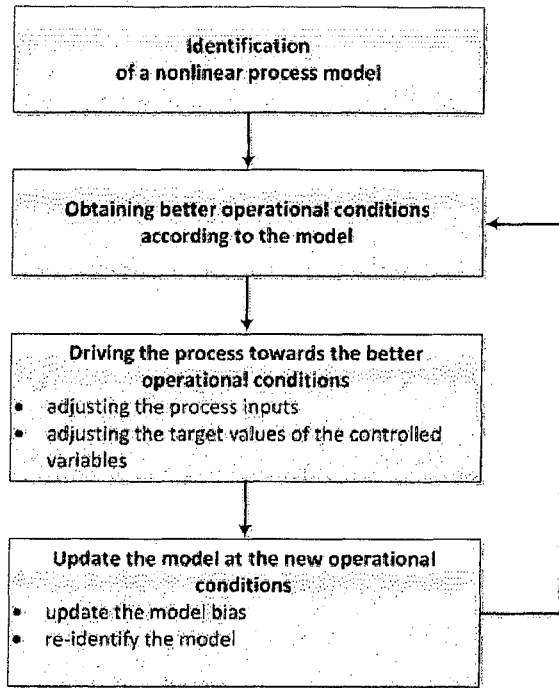 Identification
of a nonlinear process model
Obtaining better operational conditions
according to the model
Driving the process towards the better
operational conditions
• adjusting the process inputs
• adjusting the target values of the controlled
variables
Update the model at the new operational
conditions
• update the model bias
• re-identify the model